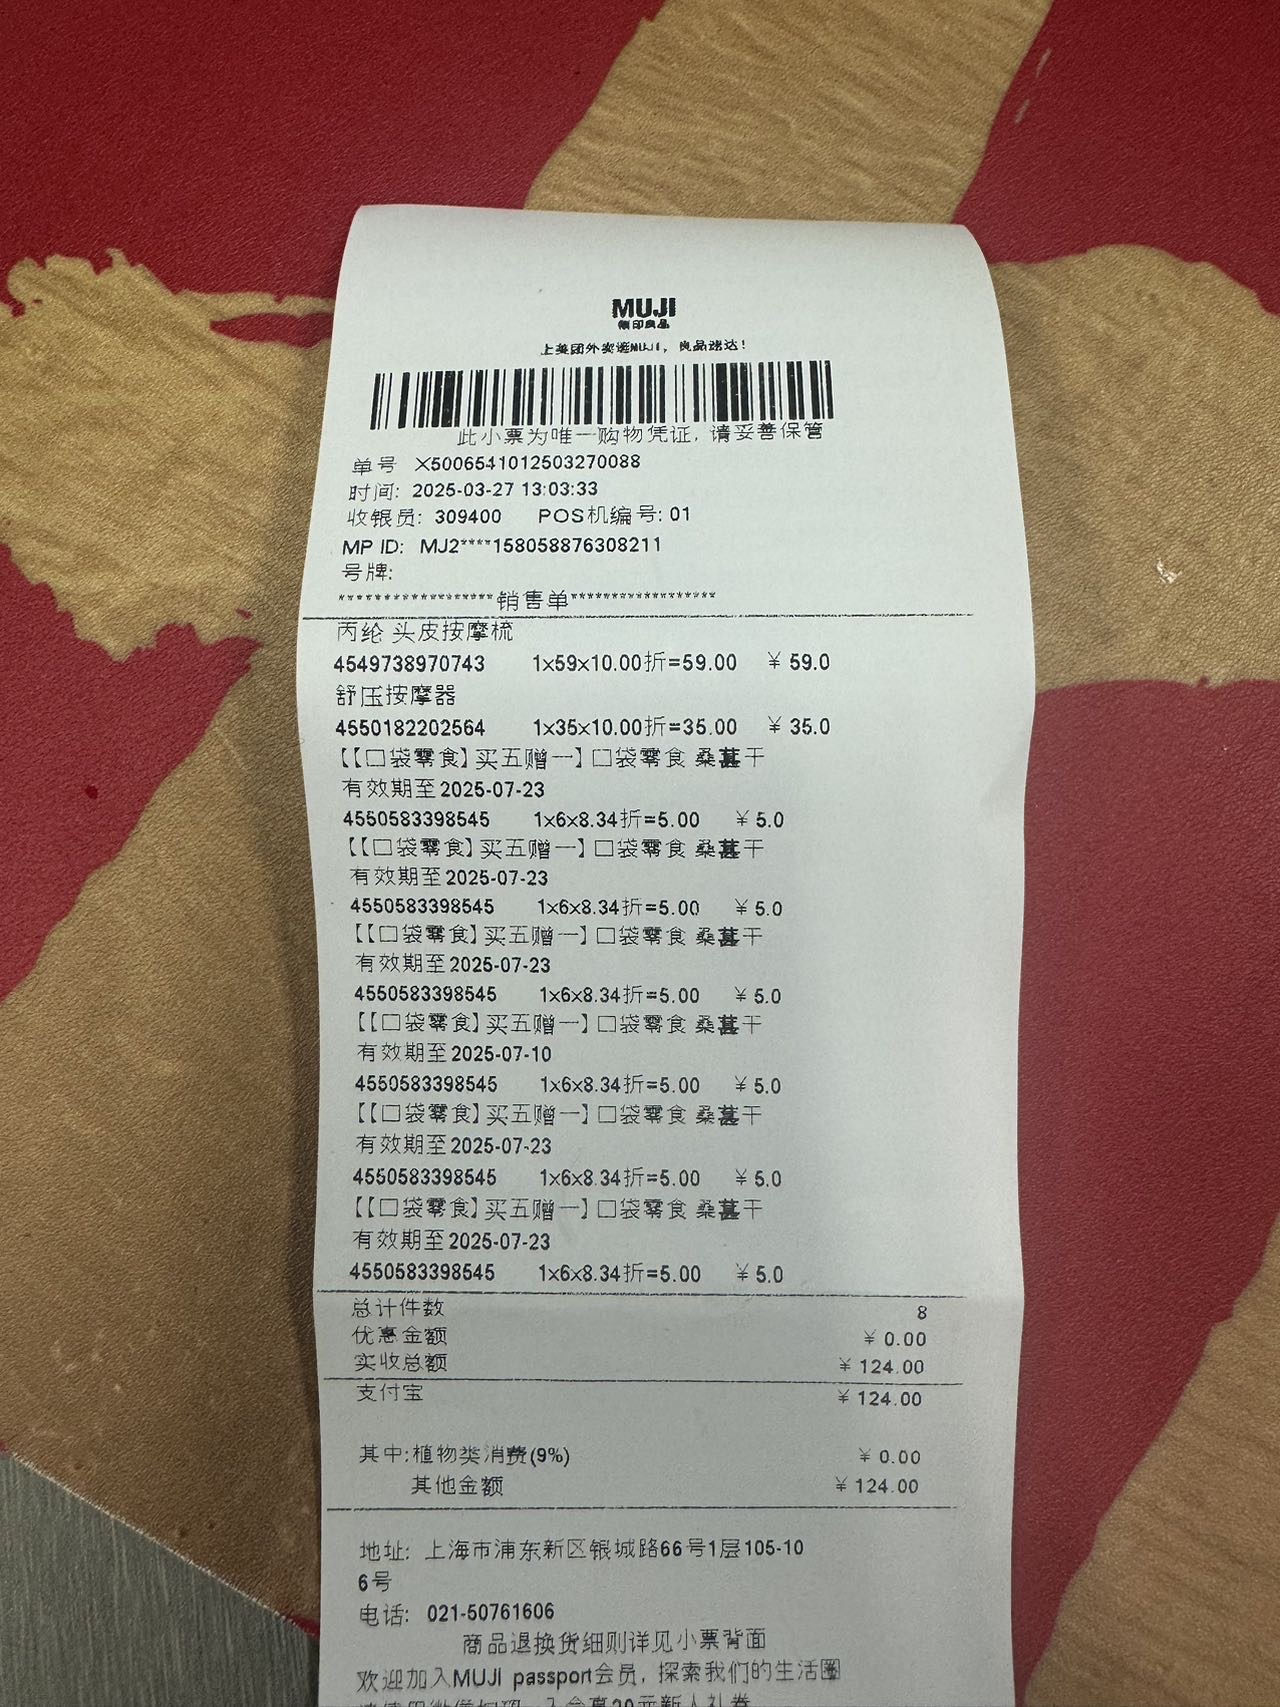 MUJI
無印良品
上美团外卖逛MUJI，良品速达！
此小票为唯一购物凭证, 请妥善保管
单号 X5006541012503270088
时间: 2025-03-27 13:03:33
收银员: 309400 POS机编号: 01
MP ID: MJ2****158058876308211
号牌:
*******************销售单******************
丙纶 头皮按摩梳
4549738970743 1x59x10.00折=59.00 ¥ 59.0
舒压按摩器
4550182202564 1x35x10.00折=35.00 ¥ 35.0
【【口袋零食】买五赠一】口袋零食 桑葚干
有效期至2025-07-23
4550583398545 1x6x8.34折=5.00 ¥ 5.0
【【口袋零食】买五赠一】口袋零食 桑葚干
有效期至2025-07-23
4550583398545 1x6x8.34折=5.00 ¥ 5.0
【【口袋零食】买五赠一】口袋零食 桑葚干
有效期至2025-07-23
4550583398545 1x6x8.34折=5.00 ¥ 5.0
【【口袋零食】买五赠一】口袋零食 桑葚干
有效期至2025-07-10
4550583398545 1x6x8.34折=5.00 ¥ 5.0
【【口袋零食】买五赠一】口袋零食 桑葚干
有效期至2025-07-23
4550583398545 1x6x8.34折=5.00 ¥ 5.0
【【口袋零食】买五赠一】口袋零食 桑葚干
有效期至2025-07-23
4550583398545 1x6x8.34折=5.00 ¥ 5.0
总计件数 8
优惠金额 ¥ 0.00
实收总额 ¥ 124.00
支付宝 ¥ 124.00
其中:植物类消费(9%) ¥ 0.00
其他金额 ¥ 124.00
地址: 上海市浦东新区银城路66号1层105-10
6号
电话: 021-50761606
商品退换货细则详见小票背面
欢迎加入MUJI passport会员, 探索我们的生活圈